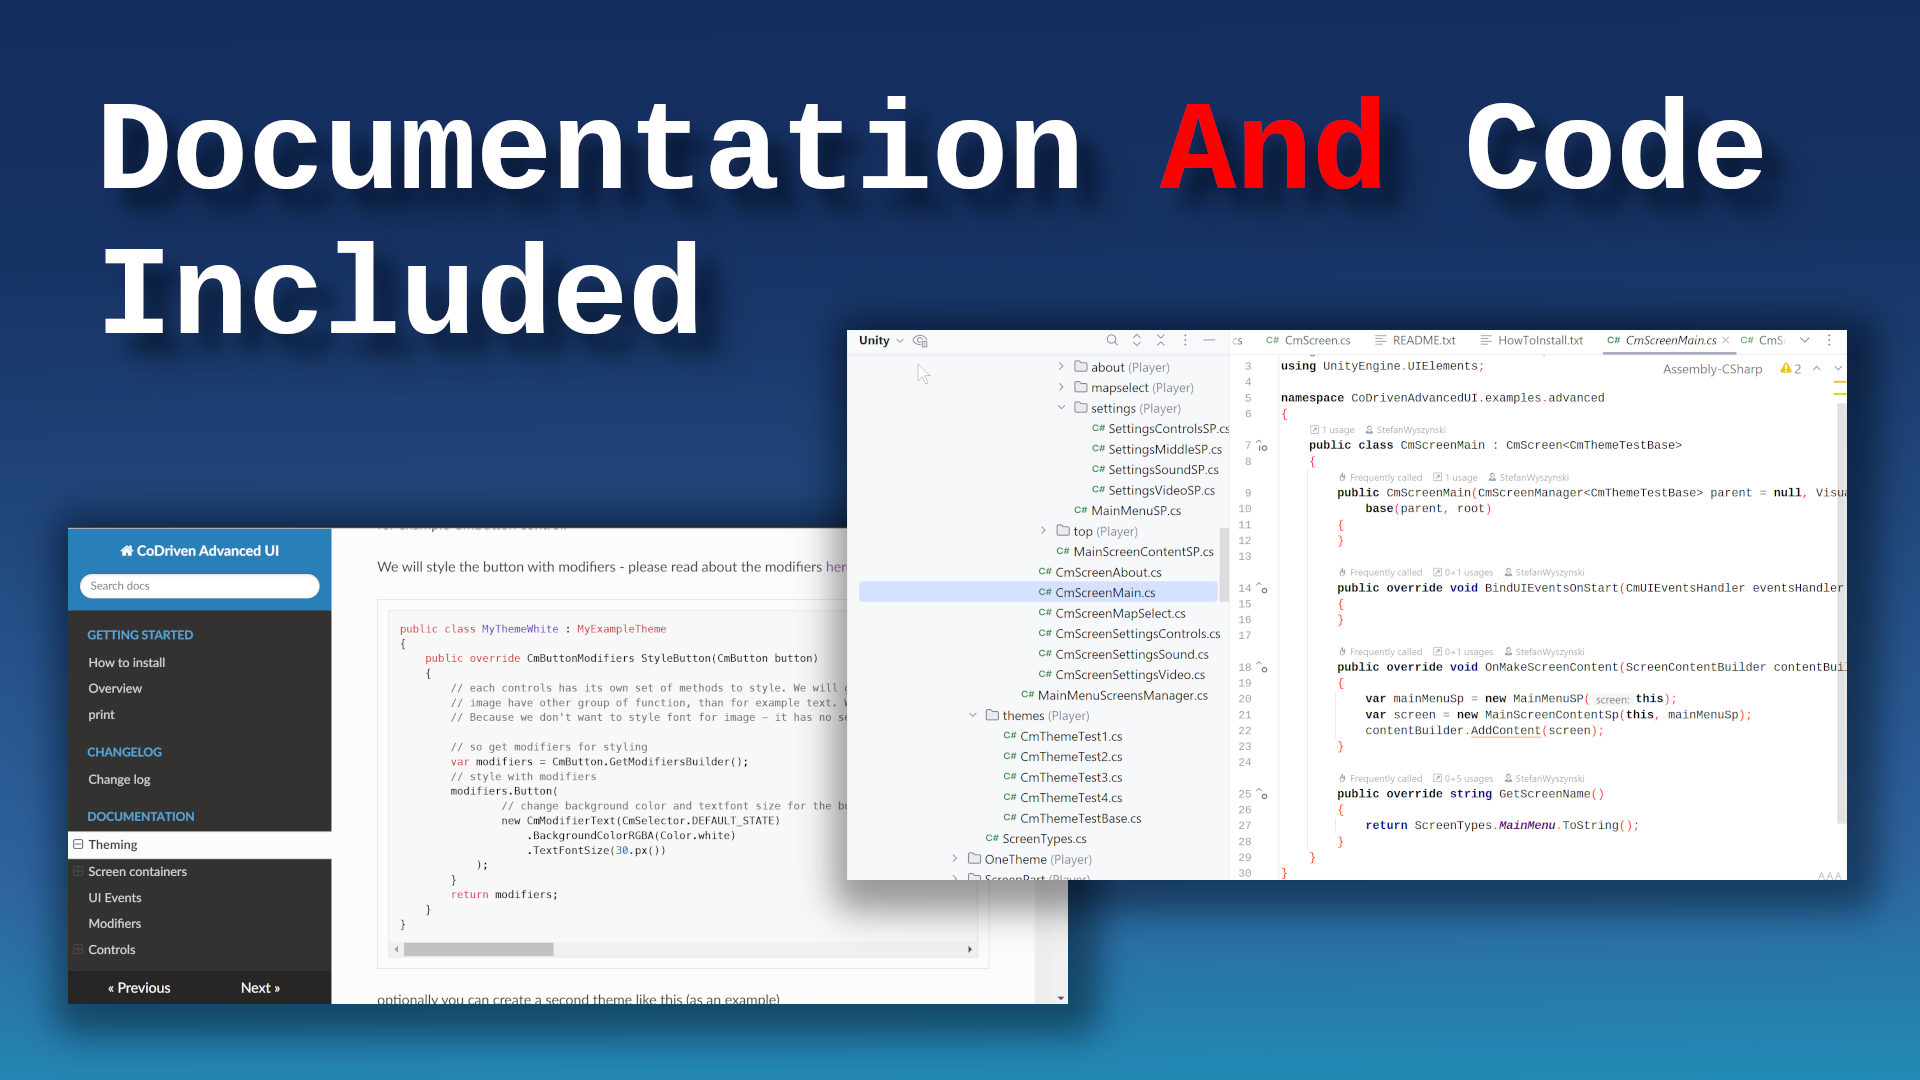 Documentation And Code
Included
CoDriven Advanced UI
Search docs
GETTING STARTED
How to install
Overview
print
CHANGELOG
Change log
DOCUMENTATION
Theming
Screen containers
UI Events
Modifiers
Controls
« Previous Next »
We will style the button with modifiers - please read about the modifiers her
public class MyThemeWhite : MyExampleTheme
{
public override CmButtonModifiers StyleButton(CmButton button)
{
// each controls has its own set of methods to style. We will
// image have other group of function, than for example text.
// Because we don't want to style font for image – it has no
// so get modifiers for styling
var modifiers = CmButton.GetModifiersBuilder();
// style with modifiers
modifiers.Button(
// change background color and textfont size for the
new CmModifierText(CmSelector.DEFAULT_STATE)
.BackgroundColorRGBA(Color.white)
.TextFontSize(30.px())
);
}
return modifiers;
}
}
optionally you can create a second theme like this (as an example)
Unity
about (Player)
mapselect (Player)
settings (Player)
C# SettingsControlsSP.cs
C# SettingsMiddleSP.cs
C# SettingsSoundSP.cs
C# SettingsVideoSP.cs
C# MainMenuSP.cs
top (Player)
C# MainScreenContentSP.cs
C# CmScreenAbout.cs
C# CmScreenMain.cs
C# CmScreenMapSelect.cs
C# CmScreenSettingsControls.cs
C# CmScreenSettingsSound.cs
C# CmScreenSettingsVideo.cs
C# MainMenuScreensManager.cs
themes (Player)
C# CmThemeTest1.cs
C# CmThemeTest2.cs
C# CmThemeTest3.cs
C# CmThemeTest4.cs
C# CmThemeTestBase.cs
C# ScreenTypes.cs
OneTheme (Player)
ScreenPart (Player)
cs C# CmScreen.cs README.txt HowToInstall.txt C# CmScreenMain.cs C# CmS
Assembly-CSharp 2
3 using UnityEngine.UIElements;
4
5 namespace CoDrivenAdvancedUI.examples.advanced
6 {
1 usage StefanWyszynski
7 public class CmScreenMain : CmScreen<CmThemeTestBase>
8 {
Frequently called 1 usage StefanWyszynski
9 public CmScreenMain(CmScreenManager<CmThemeTestBase> parent = null, Visu
10 base(parent, root)
11 {
12 }
13
Frequently called 0+1 usages StefanWyszynski
14 public override void BindUIEventsOnStart(CmUIEventsHandler eventsHandler
15 {
16 }
17
Frequently called 0+1 usages StefanWyszynski
18 public override void OnMakeScreenContent(ScreenContentBuilder contentBui
19 {
20 var mainMenuSp = new MainMenuSP( screen: this);
21 var screen = new MainScreenContentSp(this, mainMenuSp);
22 contentBuilder.AddContent(screen);
23 }
24
Frequently called 0+5 usages StefanWyszynski
25 public override string GetScreenName()
26 {
27 return ScreenTypes.MainMenu.ToString();
28 }
29 }
30 }
AAA